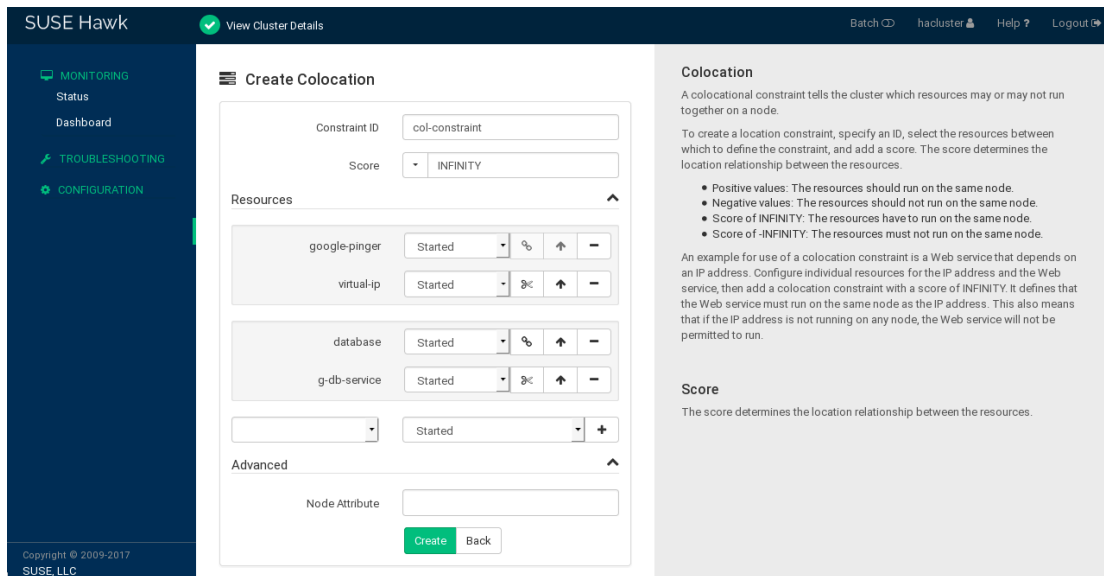 SUSE Hawk
View Cluster Details
Batch
hacluster
Help ?
Logout
MONITORING
Status
Dashboard
TROUBLESHOOTING
CONFIGURATION
Copyright © 2009-2017
SUSE, LLC
Create Colocation
Constraint ID
col-constraint
Score
INFINITY
Resources
google-pinger
Started
virtual-ip
Started
database
Started
g-db-service
Started
Started
Advanced
Node Attribute
Create
Back
Colocation
A colocational constraint tells the cluster which resources may or may not run
together on a node.
To create a location constraint, specify an ID, select the resources between
which to define the constraint, and add a score. The score determines the
location relationship between the resources.
Positive values: The resources should run on the same node.
Negative values: The resources should not run on the same node.
Score of INFINITY: The resources have to run on the same node.
Score of -INFINITY: The resources must not run on the same node.
An example for use of a colocation constraint is a Web service that depends on
an IP address. Configure individual resources for the IP address and the Web
service, then add a colocation constraint with a score of INFINITY. It defines that
the Web service must run on the same node as the IP address. This also means
that if the IP address is not running on any node, the Web service will not be
permitted to run.
Score
The score determines the location relationship between the resources.